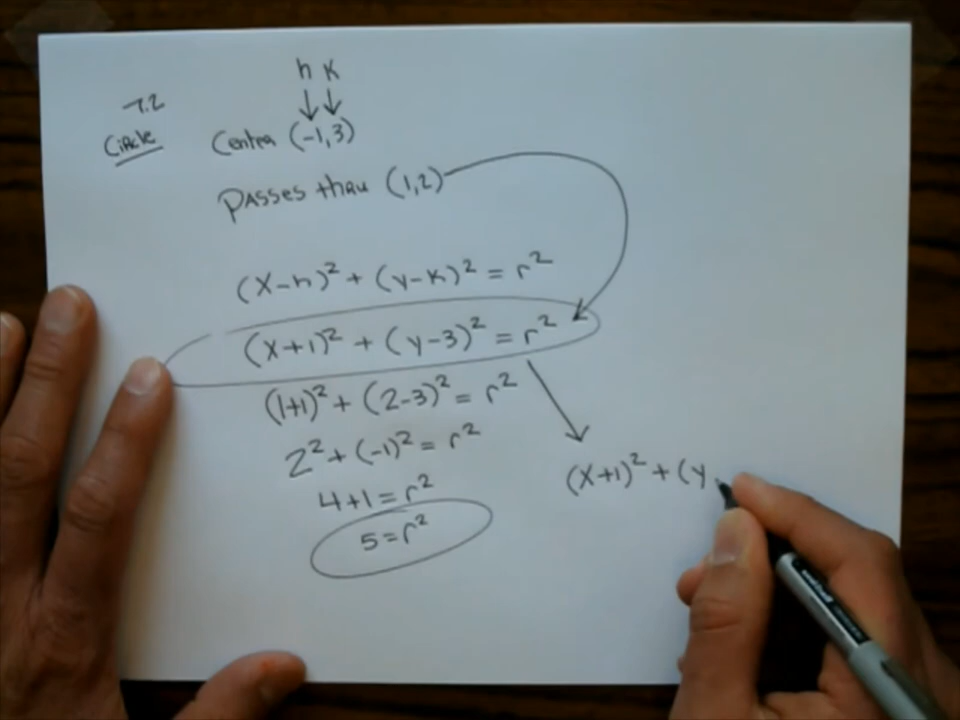 h k
7.2
Circle Center (-1,3)
Passes thru (1,2)
(x-h)² + (y-k)² = r²
(x+1)² + (y-3)² = r²
(1+1)² + (2-3)² = r²
2² + (-1)² = r²
4+1 = r²
5 = r²
(x+1)² + (y